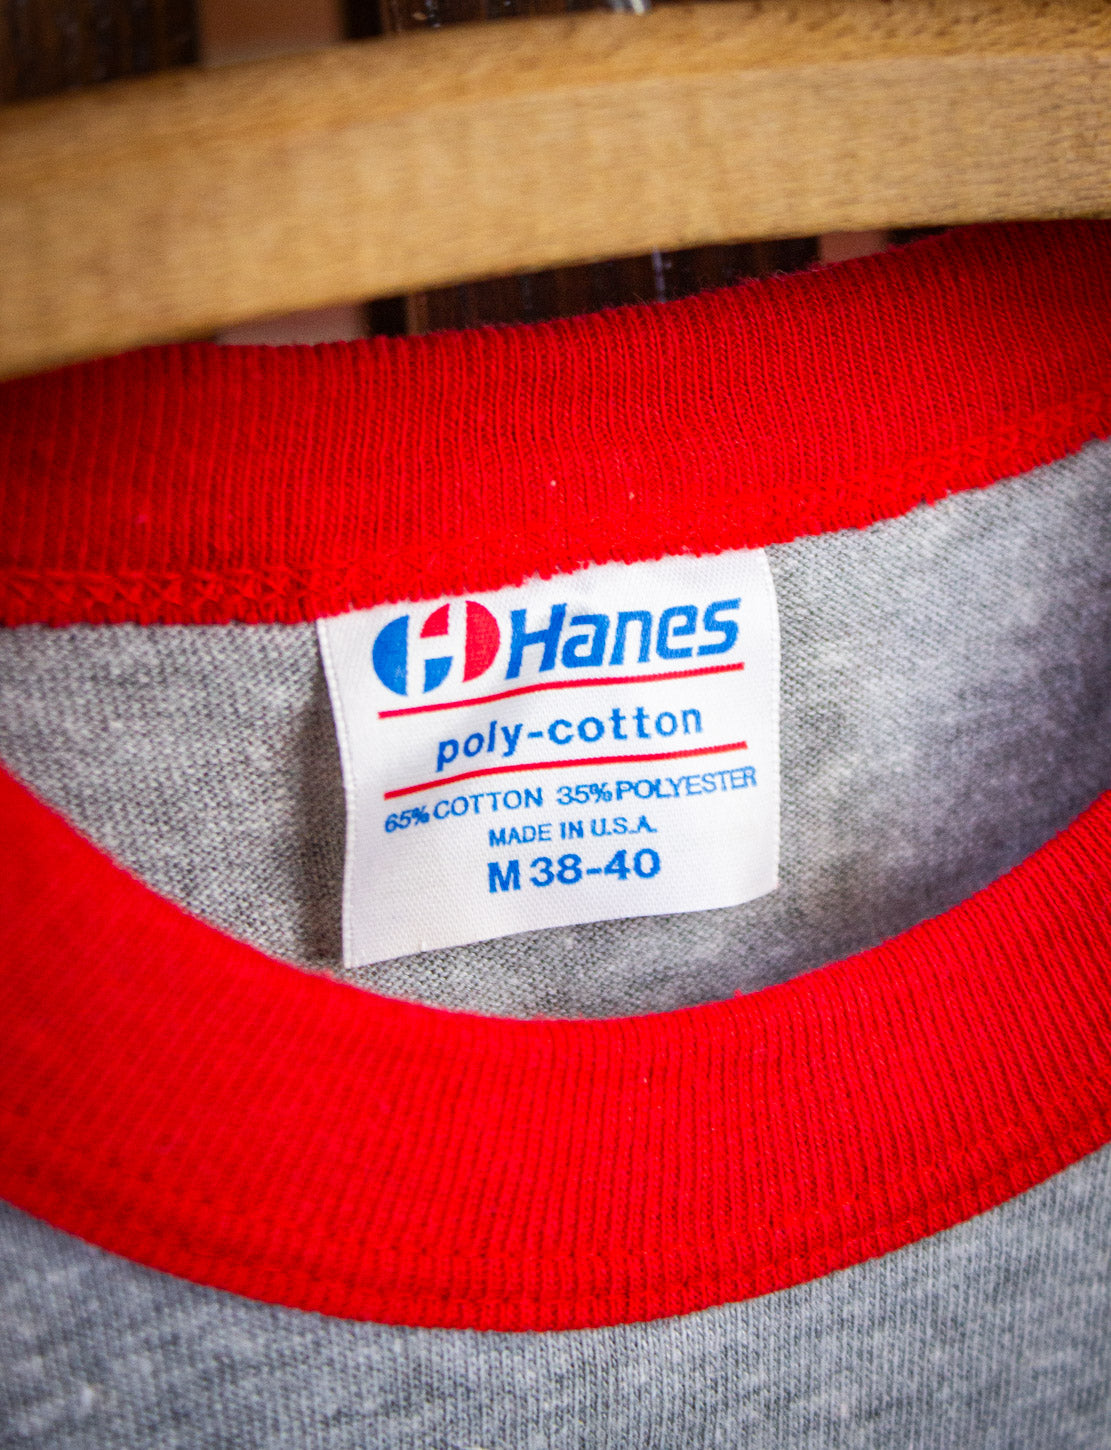 Hanes
poly-cotton
65% COTTON 35% POLYESTER
MADE IN U.S.A.
M 38-40